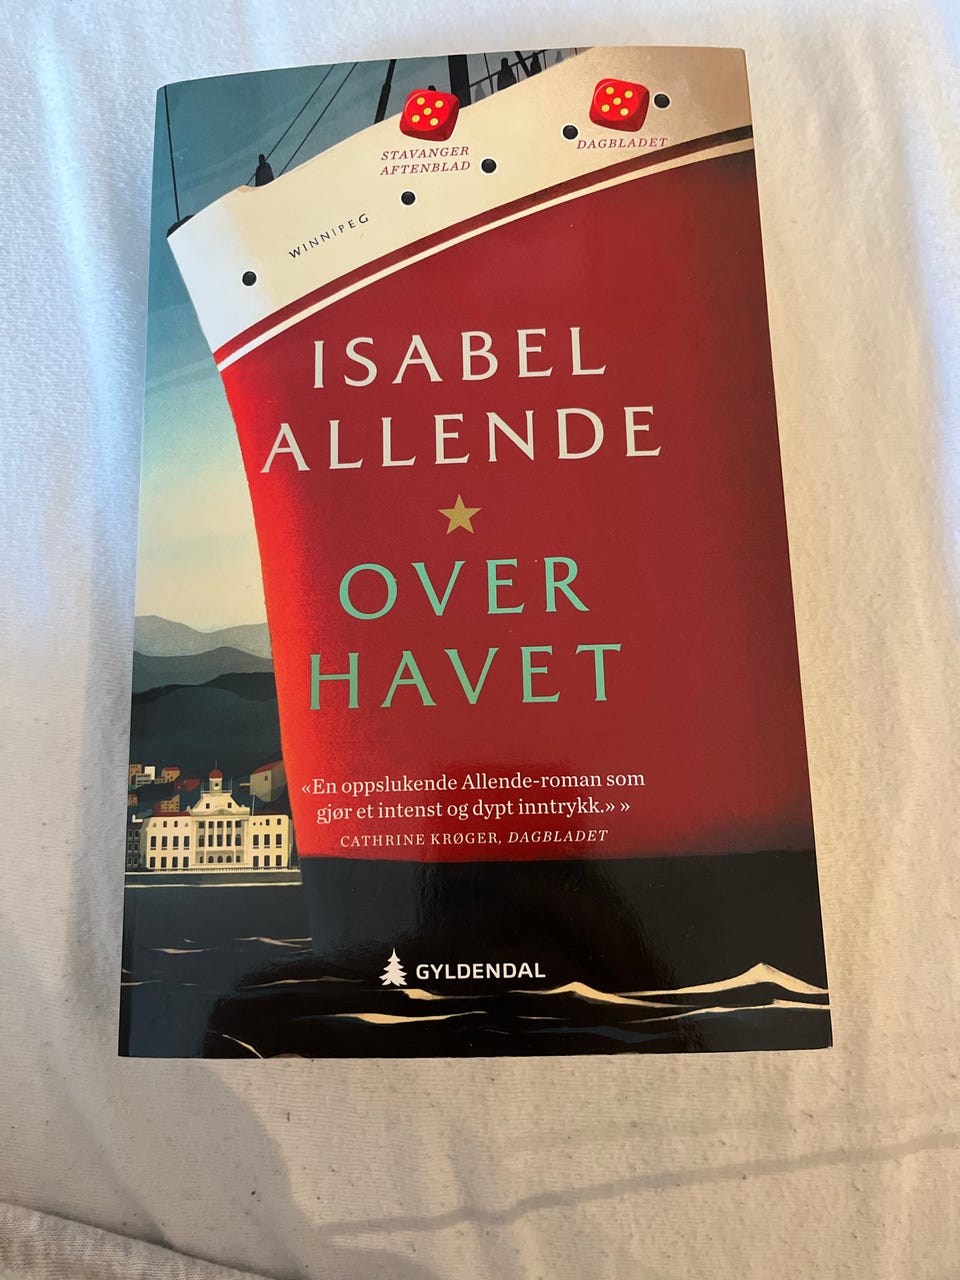 STAVANGER
AFTENBLAD
DAGBLADET
WINNIPEG
ISABEL
ALLENDE
OVER
HAVET
«En oppslukende Allende-roman som
gjør et intenst og dypt inntrykk.» »
CATHRINE KRØGER, DAGBLADET
GYLDENDAL